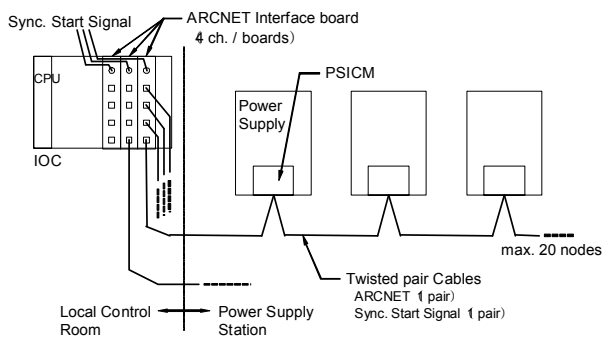 Sync. Start Signal
ARCNET Interface board
4 ch. / boards)
CPU
IOC
PSICM
Power
Supply
max. 20 nodes
Twisted pair Cables
ARCNET 1 pair)
Sync. Start Signal 1 pair)
Local Control
Room
Power Supply
Station